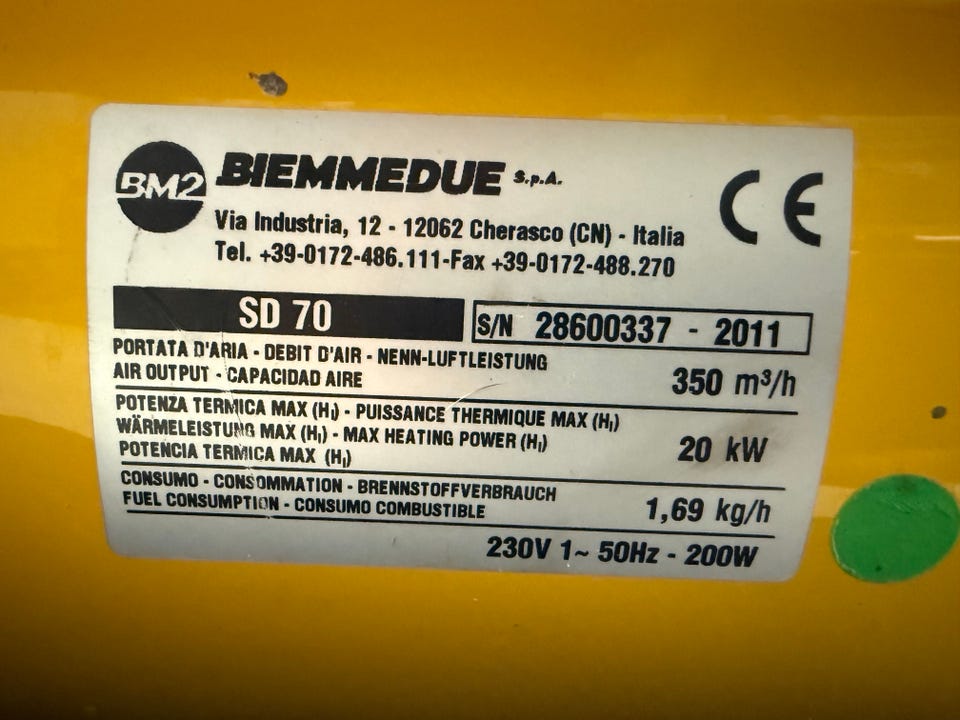 BM2 BIEMMEDUE S.p.A.
CE
Via Industria, 12 - 12062 Cherasco (CN) - Italia
Tel. +39-0172-486.111-Fax +39-0172-488.270
SD 70
S/N 28600337 - 2011
PORTATA D'ARIA - DEBIT D'AIR - NENN-LUFTLEISTUNG
AIR OUTPUT - CAPACIDAD AIRE
350 m³/h
POTENZA TERMICA MAX (Hᵢ) - PUISSANCE THERMIQUE MAX (Hᵢ)
WÄRMELEISTUNG MAX (Hᵢ) - MAX HEATING POWER (Hᵢ)
POTENCIA TERMICA MAX (Hᵢ)
20 kW
CONSUMO - CONSOMMATION - BRENNSTOFFVERBRAUCH
FUEL CONSUMPTION - CONSUMO COMBUSTIBLE
1,69 kg/h
230V 1~ 50Hz - 200W